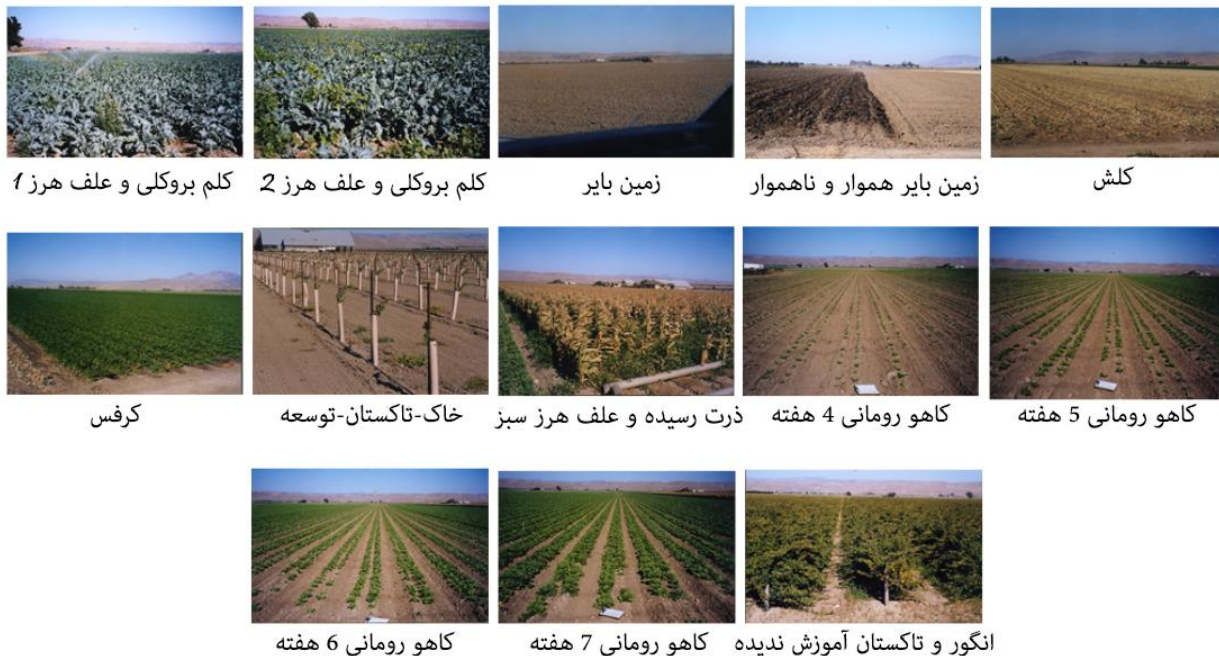 کلم بروکلی و علف هرز 1
کلم بروکلی و علف هرز 2
زمین بایر
زمین بایر هموار و ناهموار
کلش
کرفس
خاک-تاکستان-توسعه
ذرت رسیده و علف هرز سبز
کاهو رومانی 4 هفته
کاهو رومانی 5 هفته
کاهو رومانی 6 هفته
کاهو رومانی 7 هفته
انگور و تاکستان آموزش ندیده